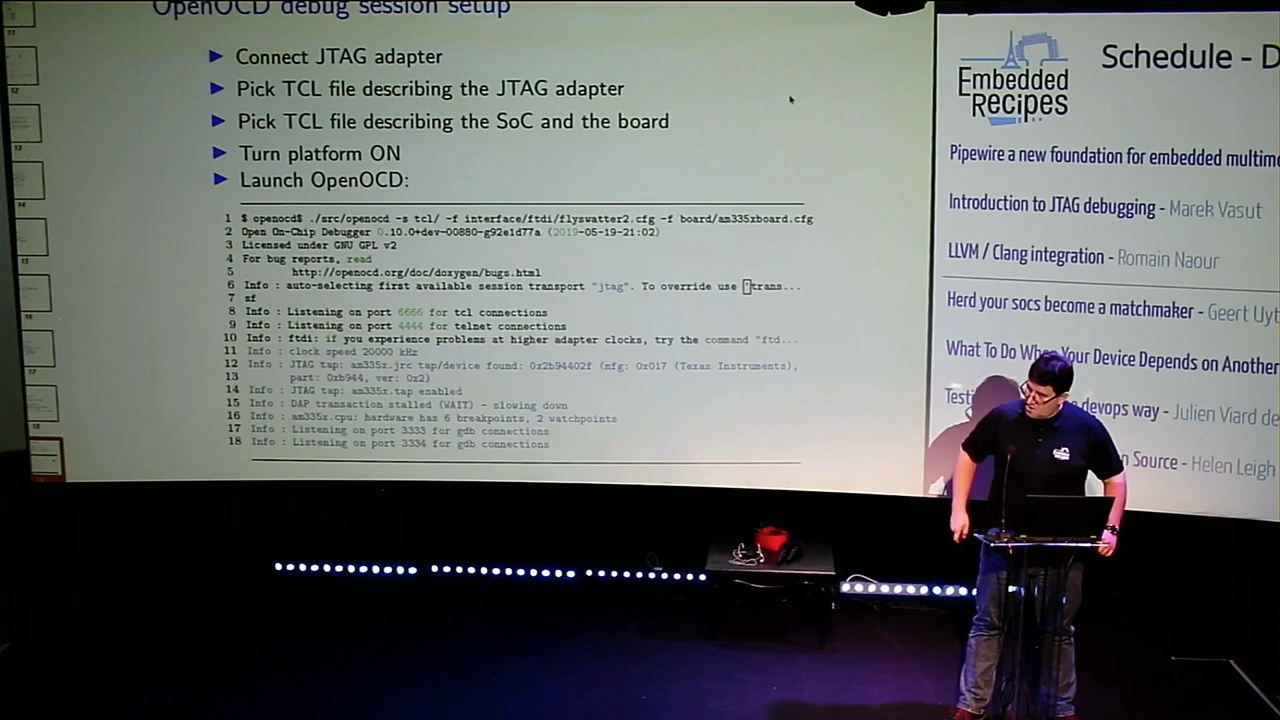 OpenOCD debug session setup
Connect JTAG adapter
Pick TCL file describing the JTAG adapter
Pick TCL file describing the SoC and the board
Turn platform ON
Launch OpenOCD:
1 $ openocd$ ./src/openocd -s tcl/ -f interface/ftdi/flyswatter2.cfg -f board/am335xboard.cfg
2 Open On-Chip Debugger 0.10.0+dev-00880-g92e1d77a (2019-05-19-21:02)
3 Licensed under GNU GPL v2
4 For bug reports, read
5 http://openocd.org/doc/doxygen/bugs.html
6 Info : auto-selecting first available session transport "jtag". To override use 'trans...
7 sf
8 Info : Listening on port 6666 for tcl connections
9 Info : Listening on port 4444 for telnet connections
10 Info : ftdi: if you experience problems at higher adapter clocks, try the command "ftd...
11 Info : clock speed 20000 kHz
12 Info : JTAG tap: am335x.jrc tap/device found: 0x2b94402f (mfg: 0x017 (Texas Instruments),
13 part: 0xb944, ver: 0x2)
14 Info : JTAG tap: am335x.tap enabled
15 Info : DAP transaction stalled (WAIT) - slowing down
16 Info : am335x.cpu: hardware has 6 breakpoints, 2 watchpoints
17 Info : Listening on port 3333 for gdb connections
18 Info : Listening on port 3334 for gdb connections
Embedded
Recipes
Schedule - D
Pipewire a new foundation for embedded multime
Introduction to JTAG debugging - Marek Vasut
LLVM / Clang integration - Romain Naour
Herd your socs become a matchmaker - Geert Uyt
What To Do When Your Device Depends on Another
devops way - Julien Viard de
Source - Helen Leigh